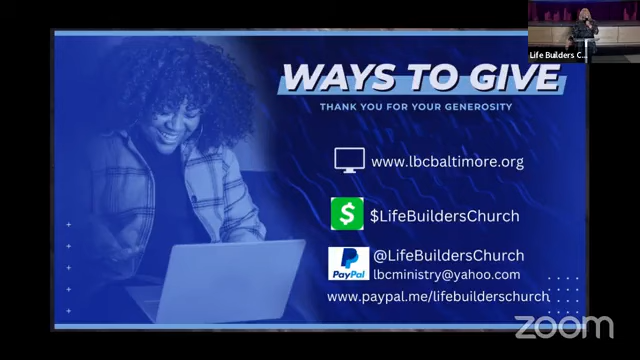 Life Builders C...
WAYS TO GIVE
THANK YOU FOR YOUR GENEROSITY
www.lbcbaltimore.org
$
$LifeBuildersChurch
@LifeBuildersChurch
PayPal
lbcministry@yahoo.com
www.paypal.me/lifebuilderschurch
zoom